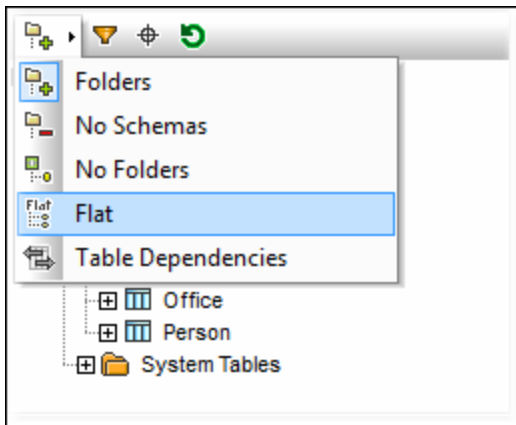 Folders
No Schemas
No Folders
Flat
Flat
Table Dependencies
Office
Person
System Tables